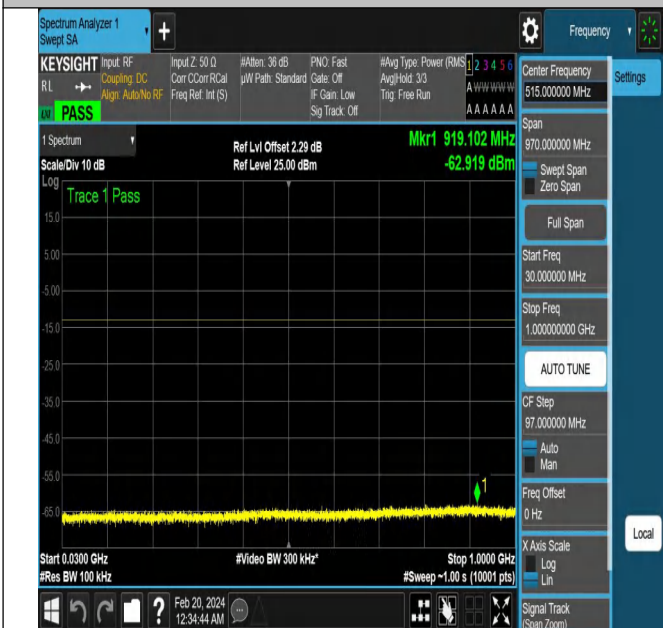 Spectrum Analyzer 1
Swept SA
+
Frequency
KEYSIGHT
RL
PASS
Input: RF
Coupling: DC
Align: Auto/No RF
Input Z: 50 Ω
Corr CCorr RCal
Freq Ref: Int (S)
#Atten: 36 dB
µW Path: Standard
PNO: Fast
Gate: Off
IF Gain: Low
Sig Track: Off
#Avg Type: Power (RMS
Avg|Hold: 3/3
Trig: Free Run
1 2 3 4 5 6
A W W W W W
A A A A A A
1 Spectrum
Scale/Div 10 dB
Ref Lvl Offset 2.29 dB
Ref Level 25.00 dBm
Mkr1 919.102 MHz
-62.919 dBm
Log
Trace 1 Pass
15.0
5.00
-5.00
-15.0
-25.0
-35.0
-45.0
-55.0
-65.0
1
Start 0.0300 GHz
#Res BW 100 kHz
#Video BW 300 kHz*
Stop 1.0000 GHz
#Sweep ~1.00 s (10001 pts)
?
Feb 20, 2024
12:34:44 AM
Center Frequency
515.000000 MHz
Settings
Span
970.000000 MHz
Swept Span
Zero Span
Full Span
Start Freq
30.000000 MHz
Stop Freq
1.000000000 GHz
AUTO TUNE
CF Step
97.000000 MHz
Auto
Man
Freq Offset
0 Hz
X Axis Scale
Log
Lin
Local
Signal Track
(Span Zoom)